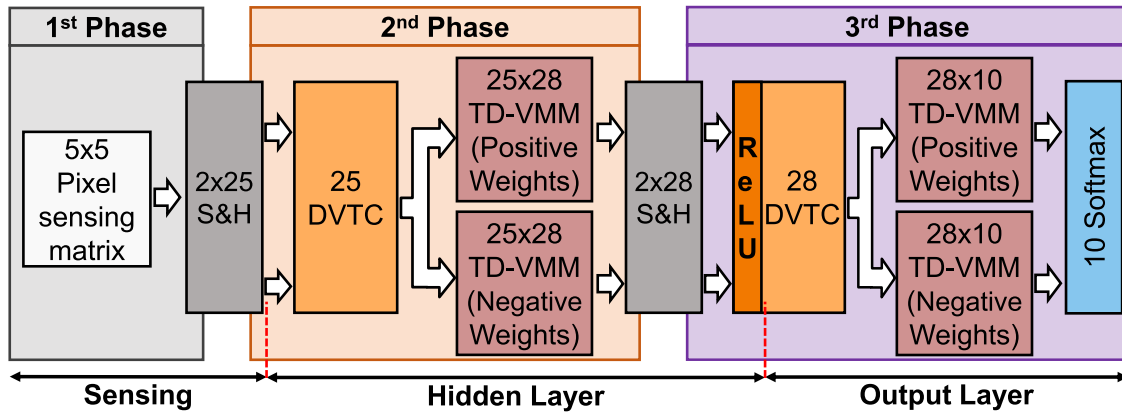 1st Phase
2nd Phase
3rd Phase
5x5
Pixel
sensing
matrix
2x25
S&H
25
DVTC
25x28
TD-VMM
(Positive
Weights)
25x28
TD-VMM
(Negative
Weights)
2x28
S&H
ReLU
28
DVTC
28x10
TD-VMM
(Positive
Weights)
28x10
TD-VMM
(Negative
Weights)
10 Softmax
Sensing
Hidden Layer
Output Layer